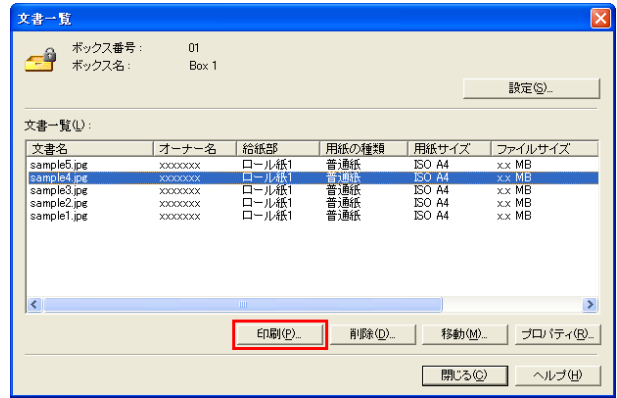 文書一覧
ボックス番号: 01
ボックス名: Box 1
設定(S)...
文書一覧(L):
文書名 オーナー名 給紙部 用紙の種類 用紙サイズ ファイルサイズ
sample5.jpg xxxxxxx ロール紙1 普通紙 ISO A4 x.x MB
sample4.jpg xxxxxxx ロール紙1 普通紙 ISO A4 x.x MB
sample3.jpg xxxxxxx ロール紙1 普通紙 ISO A4 x.x MB
sample2.jpg xxxxxxx ロール紙1 普通紙 ISO A4 x.x MB
sample1.jpg xxxxxxx ロール紙1 普通紙 ISO A4 x.x MB
印刷(P)... 削除(D)... 移動(M)... プロパティ(R)...
閉じる(C) ヘルプ(H)